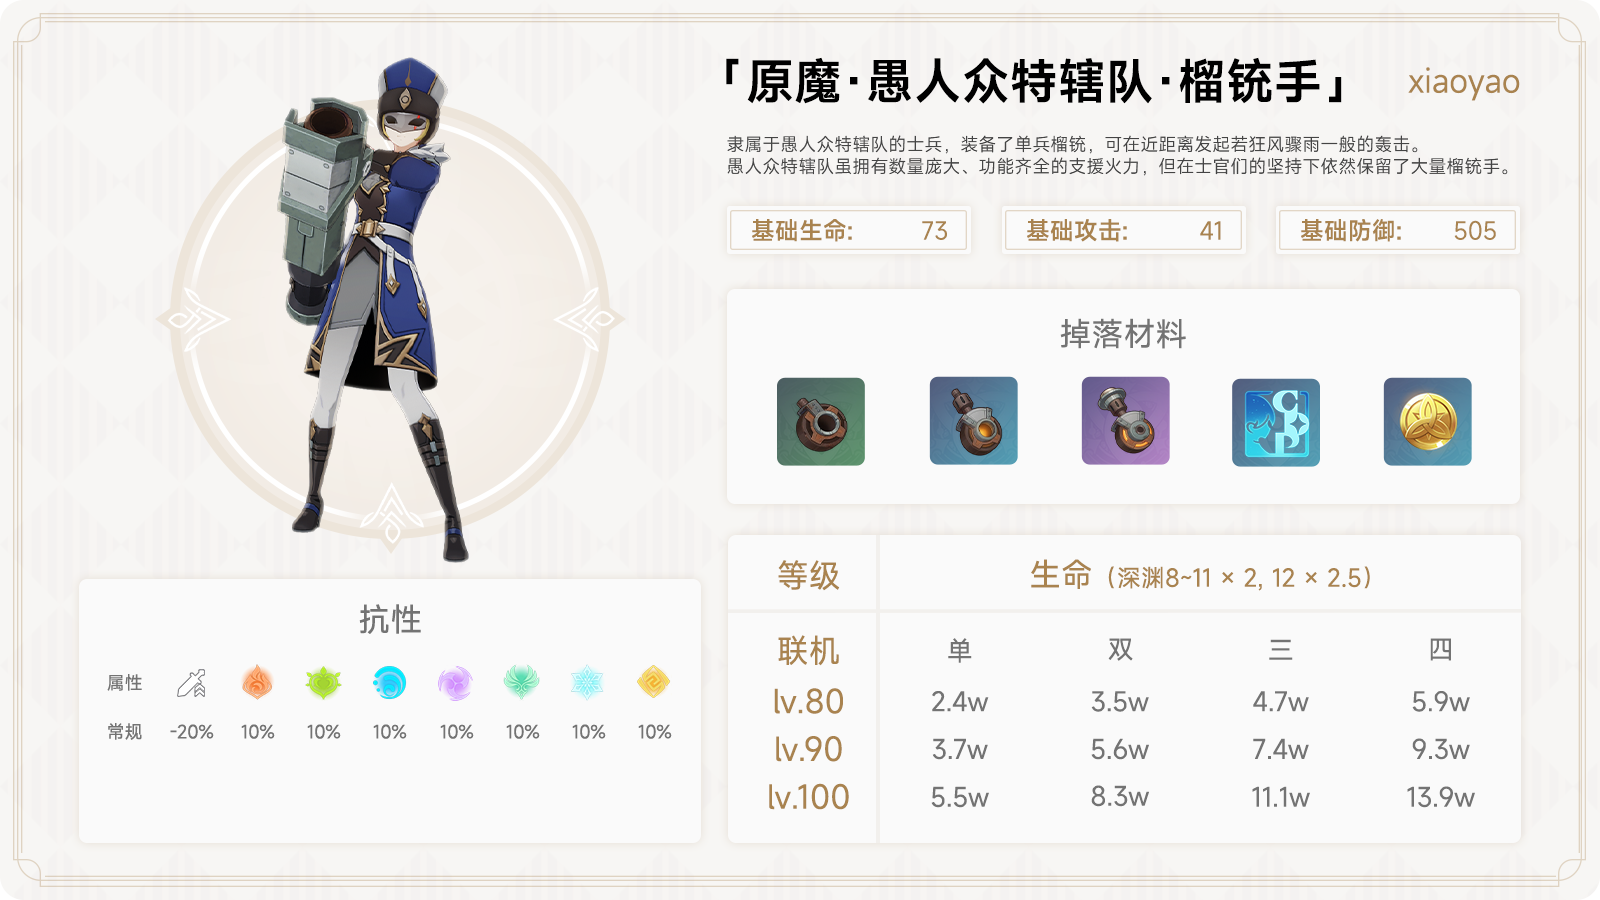 「原魔·愚人众特辖队·榴铳手」 xiaoyao
隶属于愚人众特辖队的士兵，装备了单兵榴铳，可在近距离发起若狂风骤雨一般的轰击。
愚人众特辖队虽拥有数量庞大、功能齐全的支援火力，但在士官们的坚持下依然保留了大量榴铳手。
基础生命: 73
基础攻击: 41
基础防御: 505
掉落材料
COP
等级 生命（深渊8~11 × 2, 12 × 2.5）
联机 单 双 三 四
lv.80 2.4w 3.5w 4.7w 5.9w
lv.90 3.7w 5.6w 7.4w 9.3w
lv.100 5.5w 8.3w 11.1w 13.9w
抗性
属性
常规 -20% 10% 10% 10% 10% 10% 10% 10%